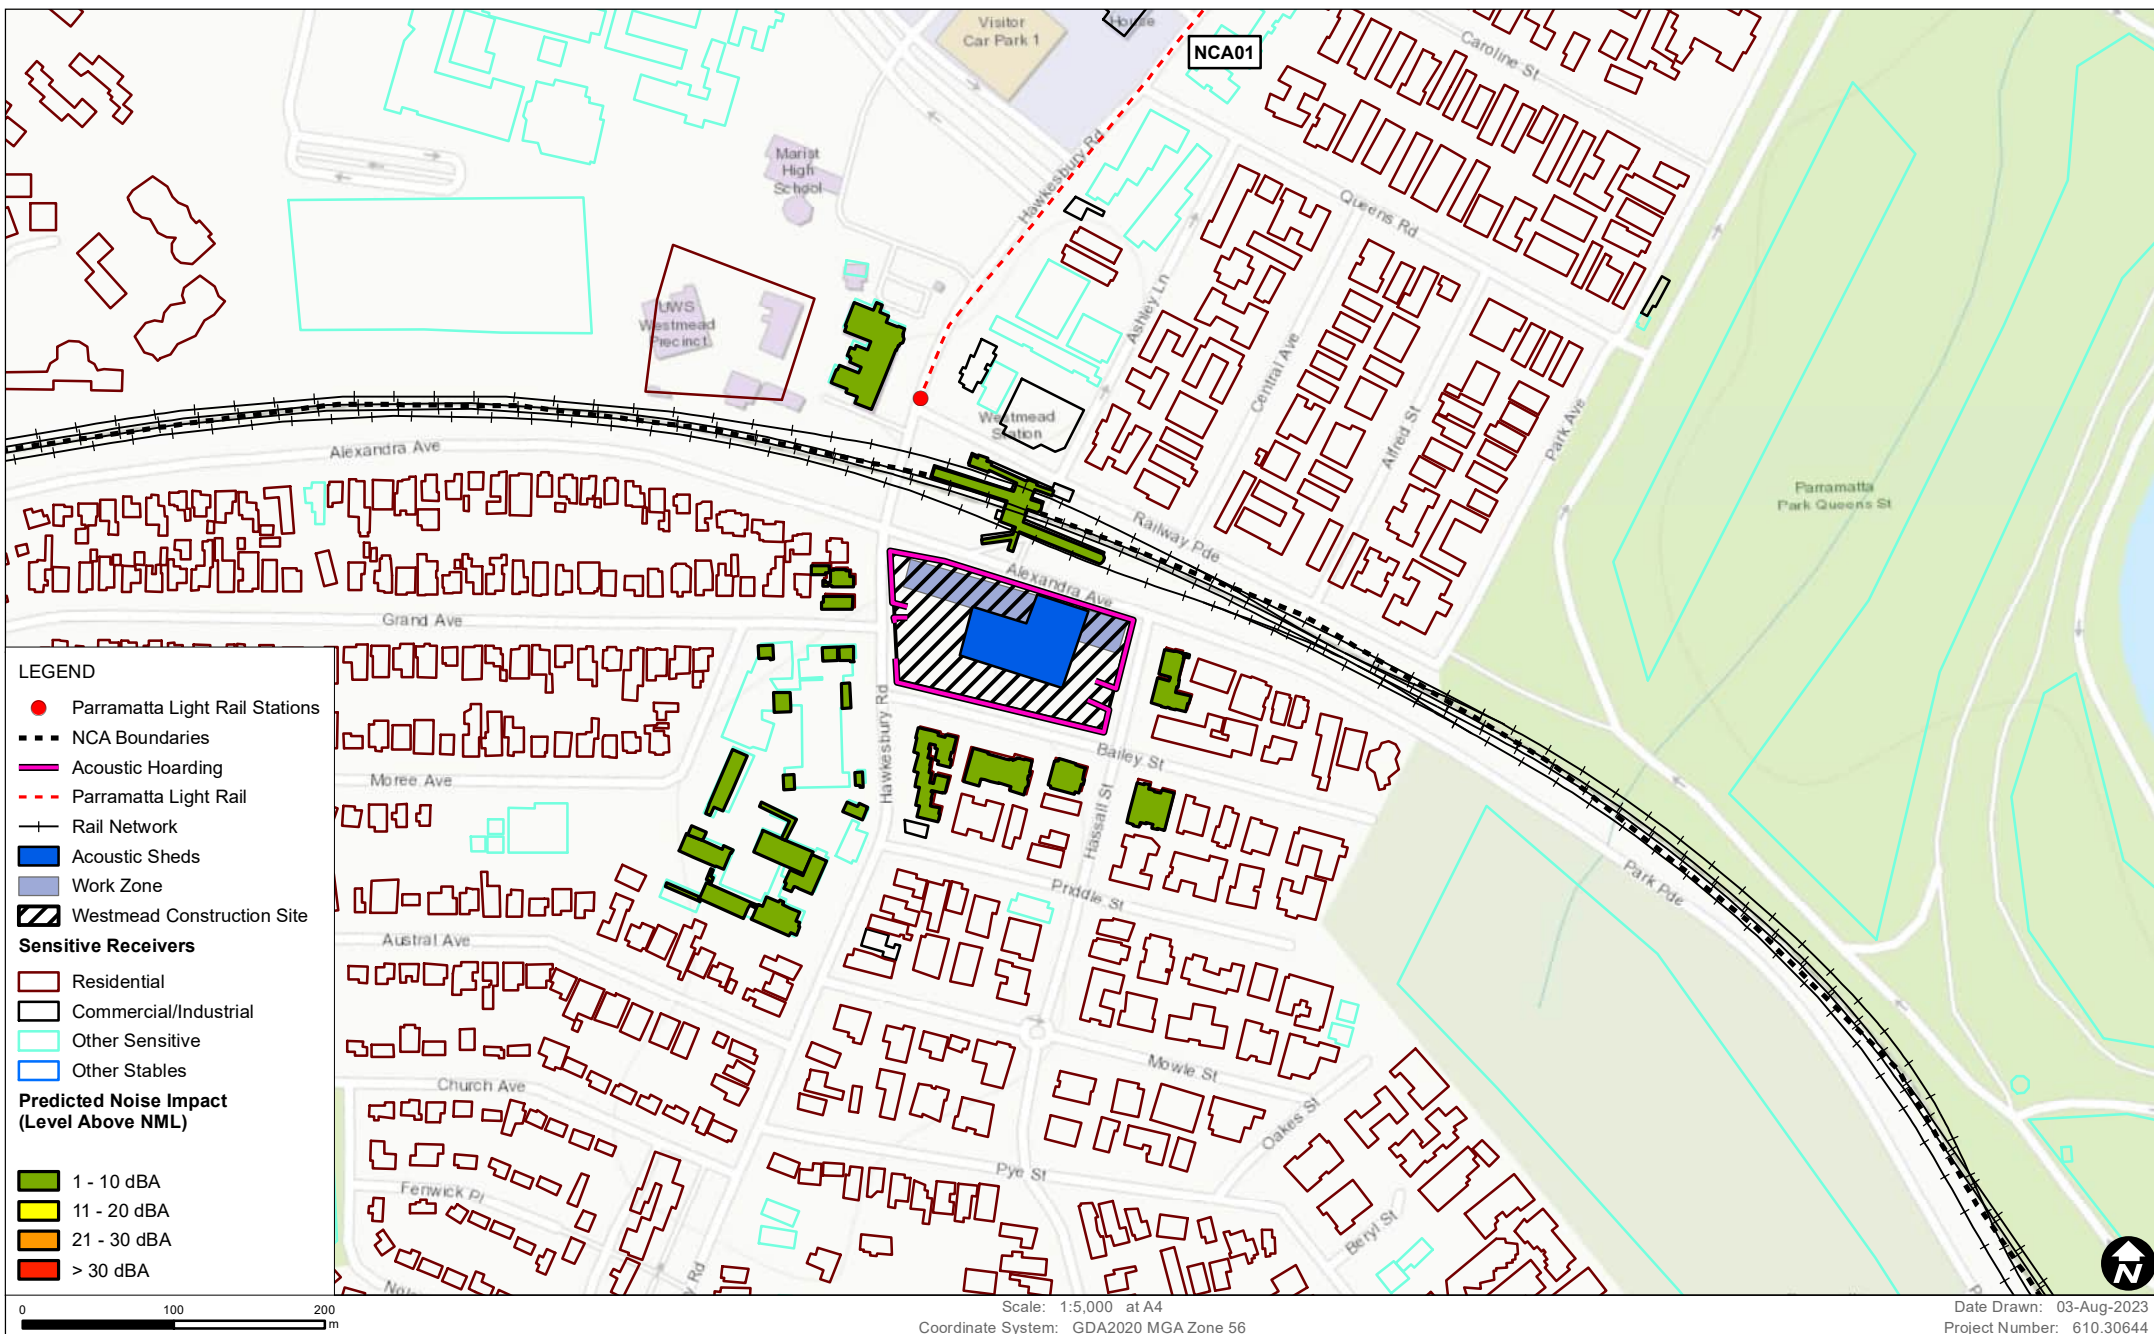 Visitor
Car Park 1
House
NCA01
Caroline St
Marist
High
School
Hawkesbury Rd
Queens Rd
Ashley Ln
UWS
Westmead
Precinct
Central Ave
Westmead
Station
Alfred St
Park Ave
Alexandra Ave
Parramatta
Park Queens St
Railway Pde
Alexandra Ave
Grand Ave
Hawkesbury Rd
Bailey St
Moree Ave
Hassall St
Priddle St
Park Pde
Austral Ave
Mowle St
Church Ave
Oakes St
Pye St
Fenwick Pl
Beryl St
y Rd
LEGEND
Parramatta Light Rail Stations
NCA Boundaries
Acoustic Hoarding
Parramatta Light Rail
Rail Network
Acoustic Sheds
Work Zone
Westmead Construction Site
Sensitive Receivers
Residential
Commercial/Industrial
Other Sensitive
Other Stables
Predicted Noise Impact
(Level Above NML)
1 - 10 dBA
11 - 20 dBA
21 - 30 dBA
> 30 dBA
N
0 100 200
m
Scale: 1:5,000 at A4
Coordinate System: GDA2020 MGA Zone 56
Date Drawn: 03-Aug-2023
Project Number: 610.30644